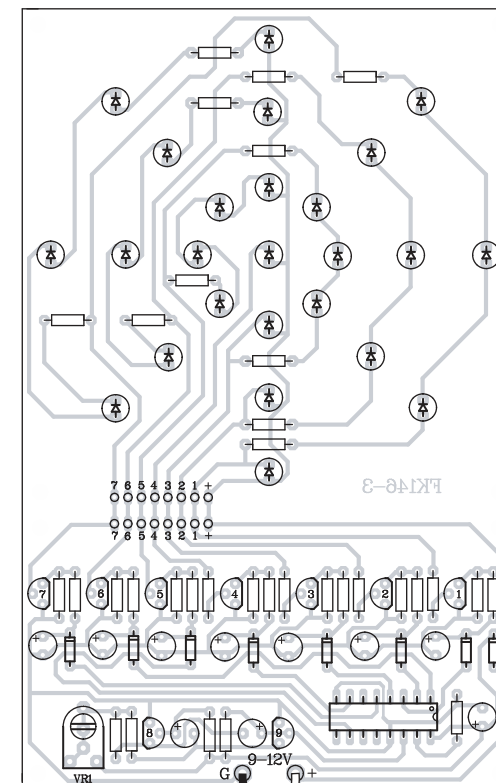 FK146-3
7 6 5 4 3 2 1 +
7 6 5 4 3 2 1 +
7 6 5 4 3 2 1
+ + + + + + +
8 + + 9 +
9-12V
G +
VR1